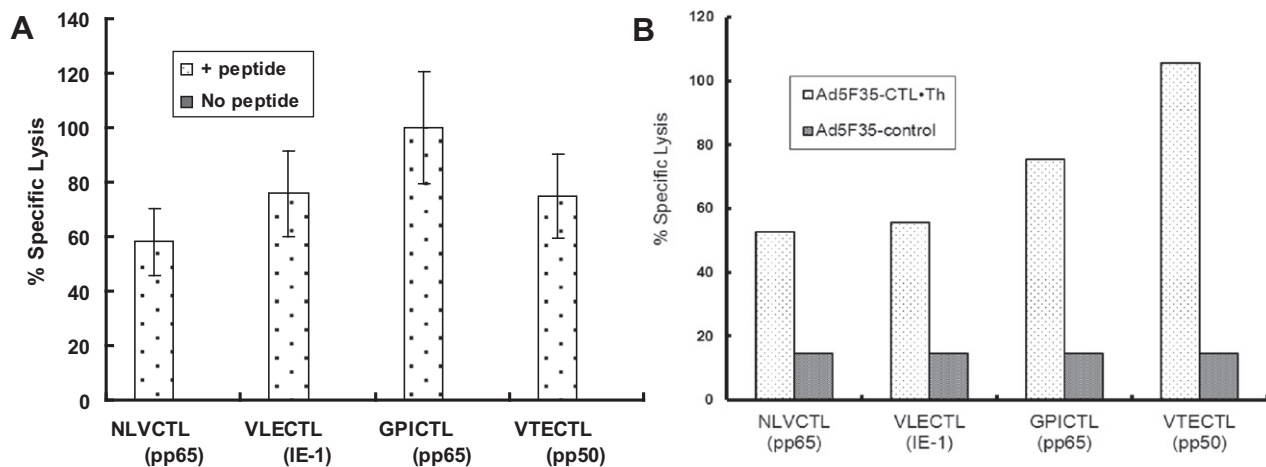 A
% Specific Lysis
140
120
100
80
60
40
20
0
+ peptide
No peptide
NLVCTL VLECTL GPICTL VTECTL
(pp65) (IE-1) (pp65) (pp50)
B
% Specific Lysis
120
100
80
60
40
20
0
Ad5F35-CTL•Th
Ad5F35-control
NLVCTL VLECTL GPICTL VTECTL
(pp65) (IE-1) (pp65) (pp50)